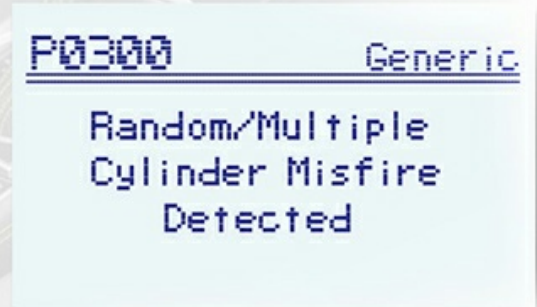 P0300 Generic
Random/Multiple
Cylinder Misfire
Detected